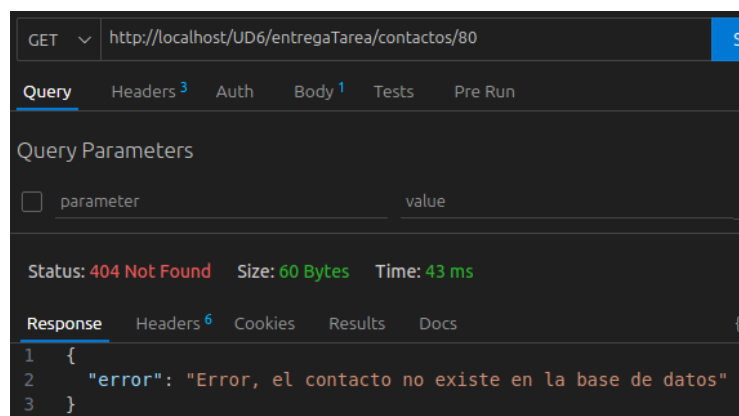 GET http://localhost/UD6/entregaTarea/contactos/80 S
Query Headers 3 Auth Body 1 Tests Pre Run
Query Parameters
parameter value
Status: 404 Not Found Size: 60 Bytes Time: 43 ms
Response Headers 6 Cookies Results Docs {
1 {
2 "error": "Error, el contacto no existe en la base de datos"
3 }